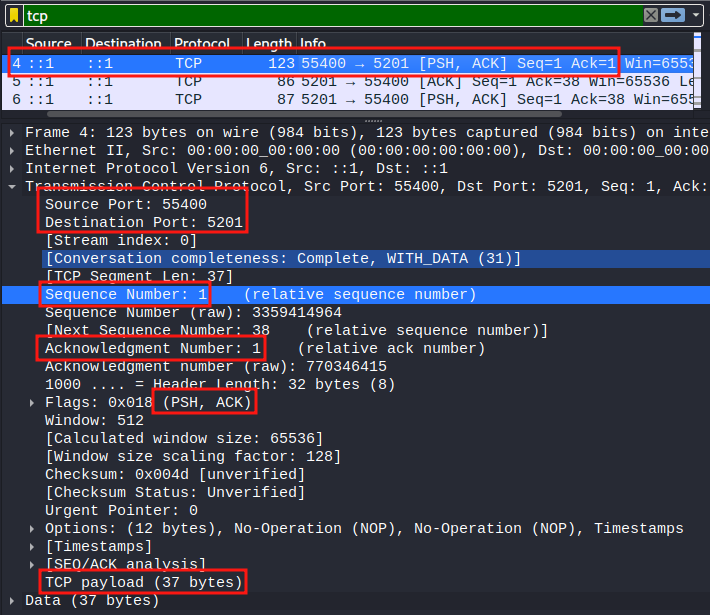 tcp
Source Destination Protocol Length Info
4 ::1 ::1 TCP 123 55400 → 5201 [PSH, ACK] Seq=1 Ack=1 Win=6553
5 ::1 ::1 TCP 86 5201 → 55400 [ACK] Seq=1 Ack=38 Win=65536 Le
6 ::1 ::1 TCP 87 5201 → 55400 [PSH, ACK] Seq=1 Ack=38 Win=65
Frame 4: 123 bytes on wire (984 bits), 123 bytes captured (984 bits) on inte
Ethernet II, Src: 00:00:00_00:00:00 (00:00:00:00:00:00), Dst: 00:00:00_00:00
Internet Protocol Version 6, Src: ::1, Dst: ::1
Transmission Control Protocol, Src Port: 55400, Dst Port: 5201, Seq: 1, Ack:
Source Port: 55400
Destination Port: 5201
[Stream index: 0]
[Conversation completeness: Complete, WITH_DATA (31)]
[TCP Segment Len: 37]
Sequence Number: 1 (relative sequence number)
Sequence Number (raw): 3359414964
[Next Sequence Number: 38 (relative sequence number)]
Acknowledgment Number: 1 (relative ack number)
Acknowledgment number (raw): 770346415
1000 .... = Header Length: 32 bytes (8)
Flags: 0x018 (PSH, ACK)
Window: 512
[Calculated window size: 65536]
[Window size scaling factor: 128]
Checksum: 0x004d [unverified]
[Checksum Status: Unverified]
Urgent Pointer: 0
Options: (12 bytes), No-Operation (NOP), No-Operation (NOP), Timestamps
[Timestamps]
[SEQ/ACK analysis]
TCP payload (37 bytes)
Data (37 bytes)